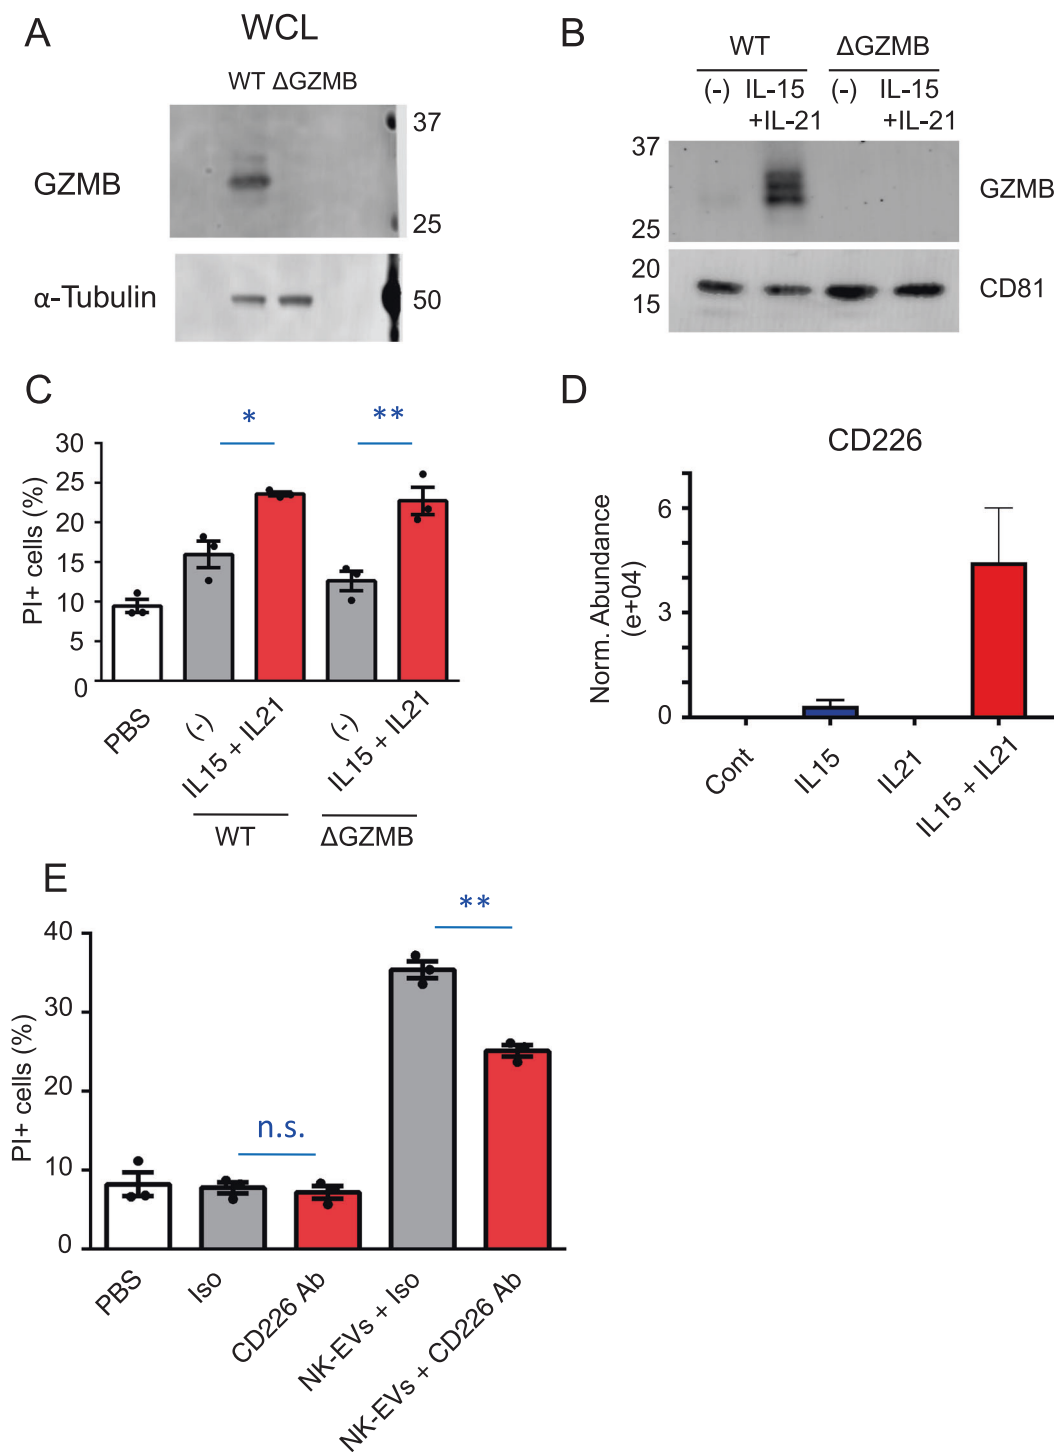 A
WCL
WT ΔGZMB
GZMB
37
25
α-Tubulin
50
B
WT ΔGZMB
(-) IL-15 (-) IL-15
+IL-21 +IL-21
37
25
GZMB
20
15
CD81
C
* **
PI+ cells (%)
30
25
20
15
10
5
0
PBS
(-)
IL15 + IL21
(-)
IL15 + IL21
WT
ΔGZMB
D
CD226
Norm. Abundance
(e+04)
6
3
0
Cont
IL15
IL21
IL15 + IL21
E
**
n.s.
PI+ cells (%)
40
30
20
10
0
PBS
Iso
CD226 Ab
NK-EVs + Iso
NK-EVs + CD226 Ab